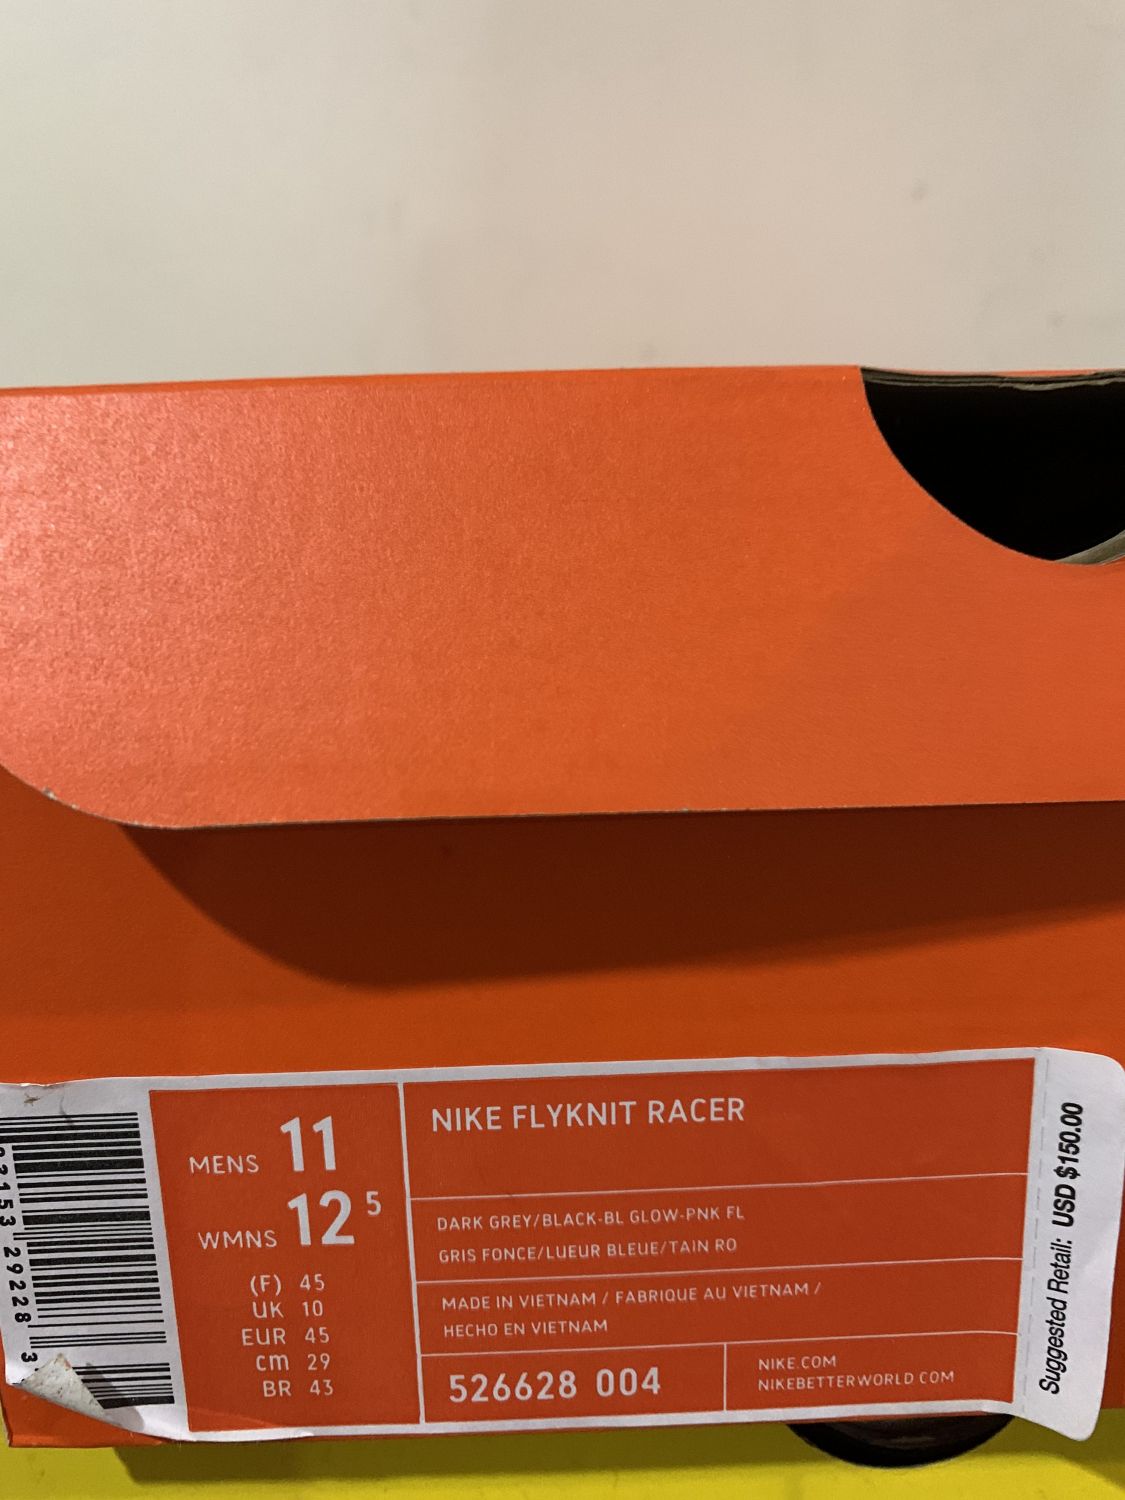 NIKE FLYKNIT RACER
MENS 11
WMNS 12 5
(F) 45
UK 10
EUR 45
cm 29
BR 43
DARK GREY/BLACK-BL GLOW-PNK FL
GRIS FONCE/LUEUR BLEUE/TAIN RO
MADE IN VIETNAM / FABRIQUE AU VIETNAM /
HECHO EN VIETNAM
526628 004
NIKE.COM
NIKEBETTERWORLD.COM
Suggested Retail: USD $150.00
29228 3